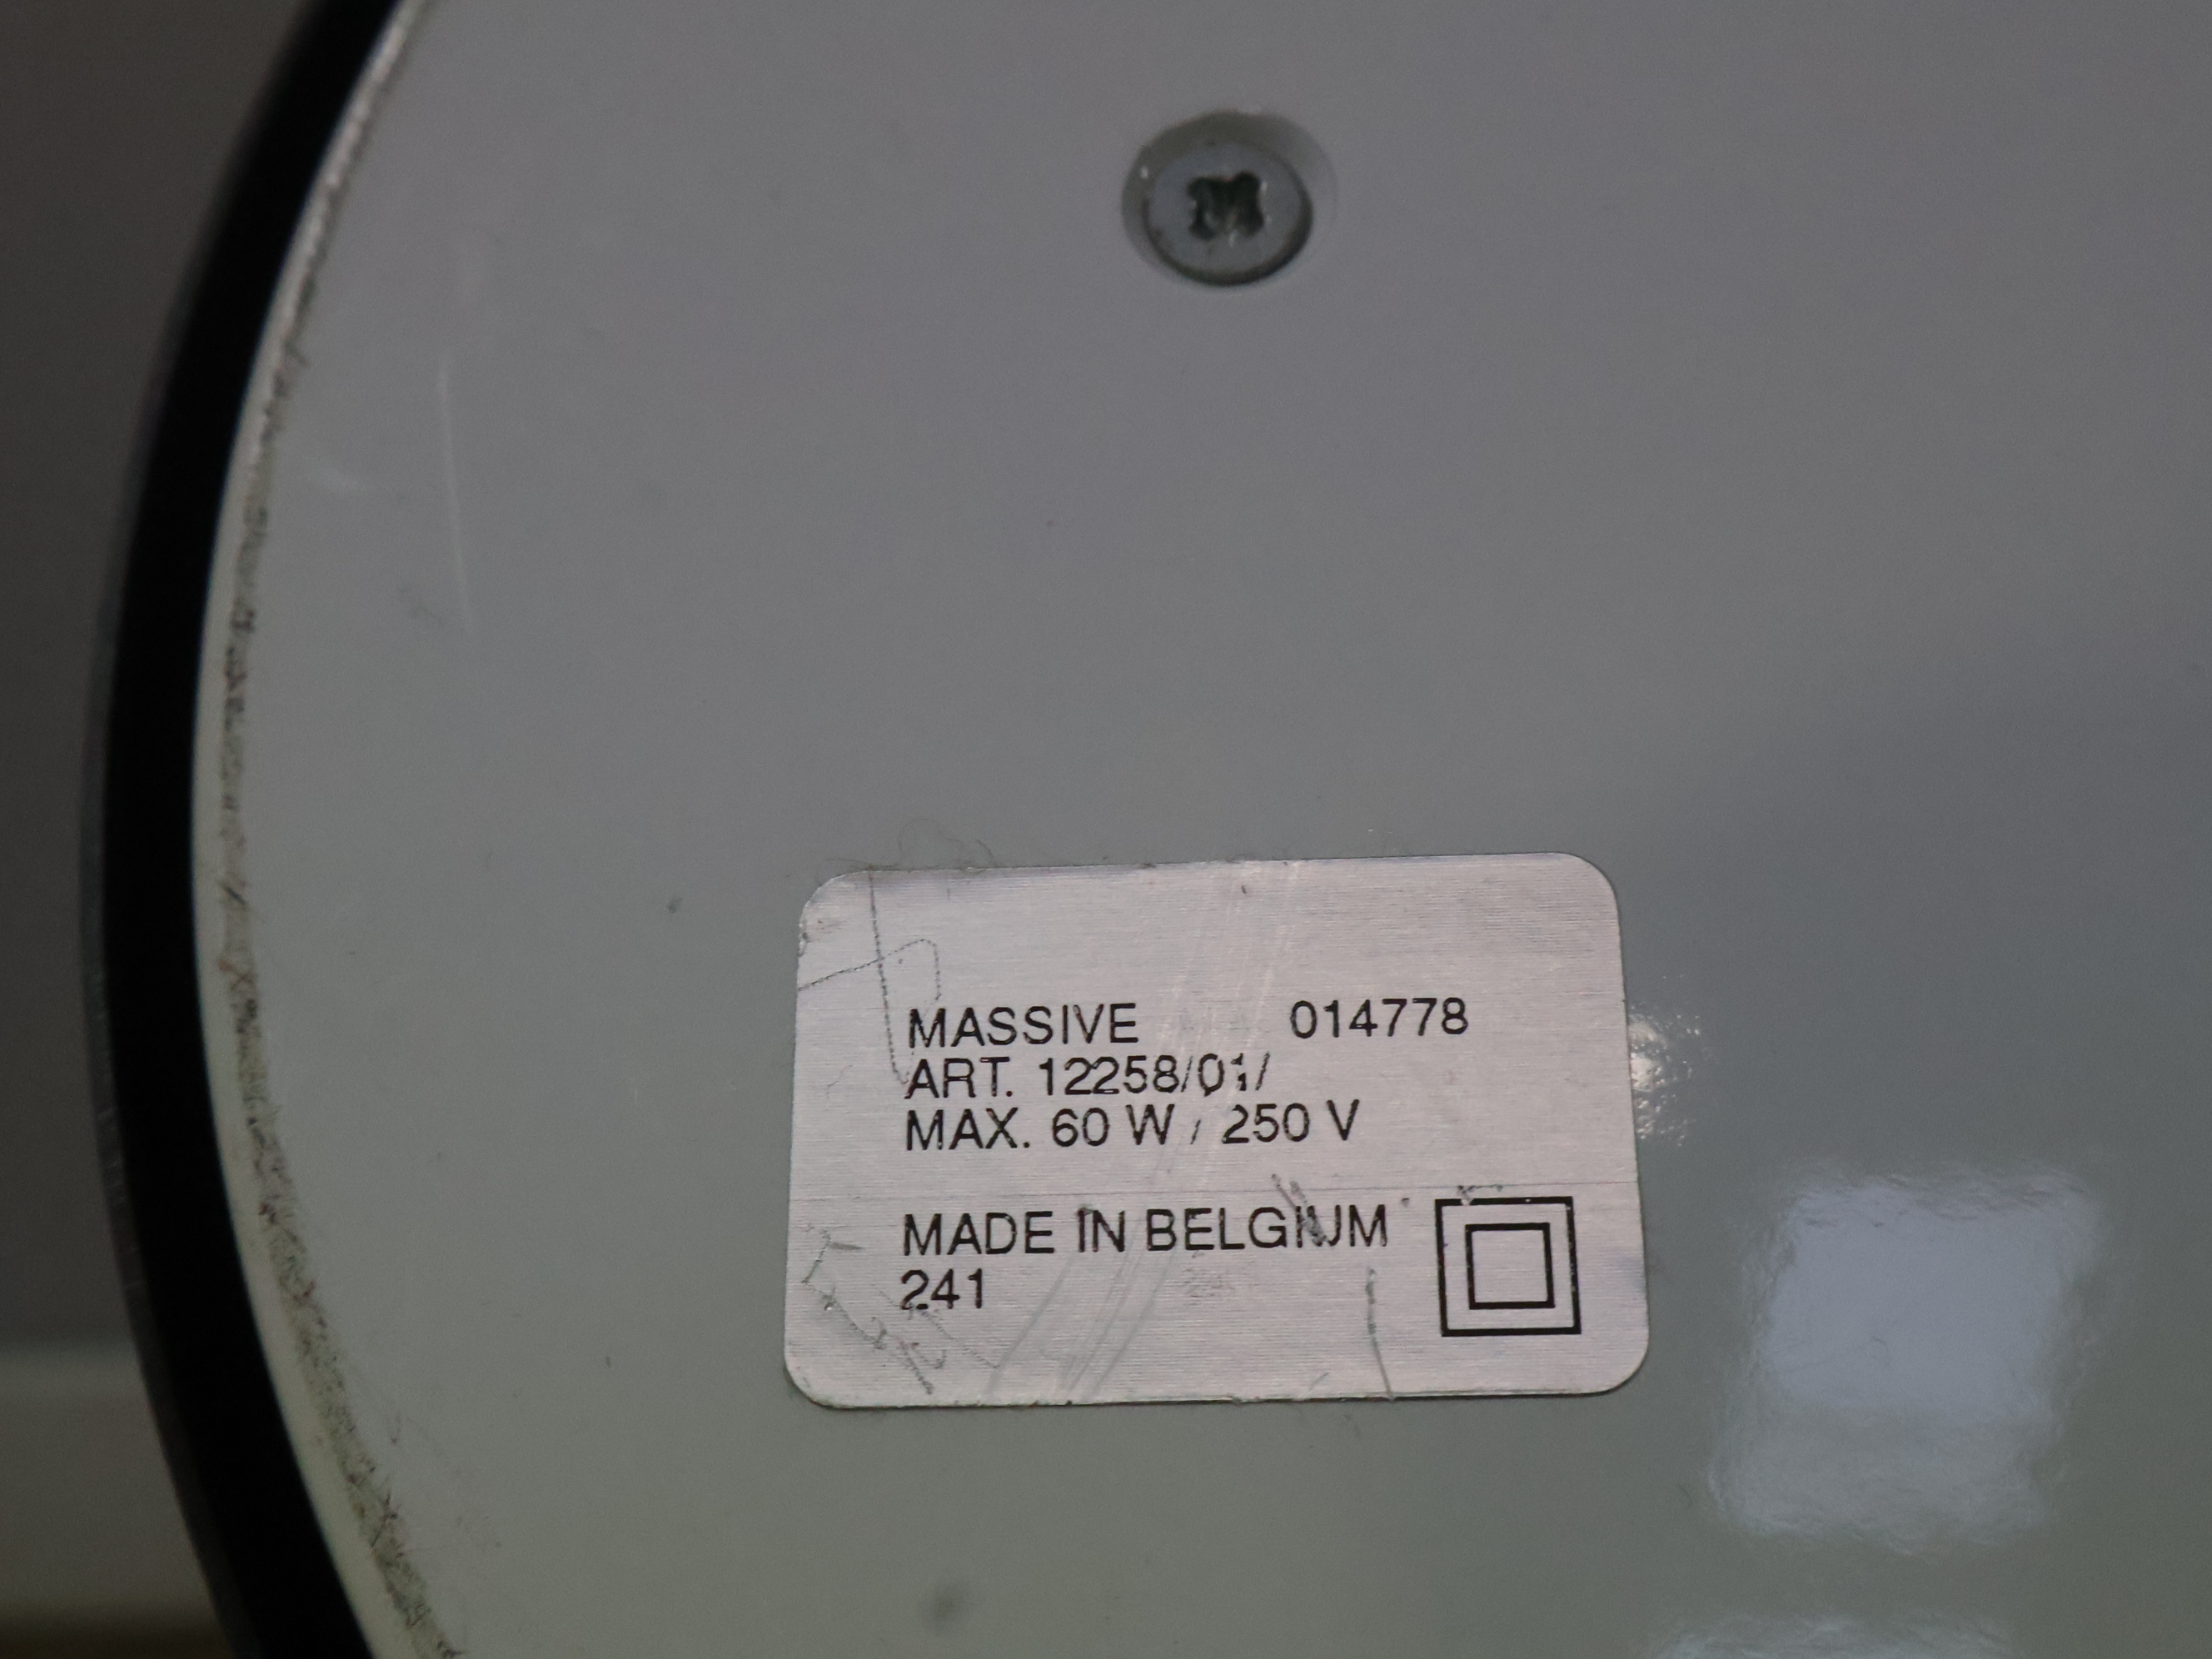 MASSIVE 014778
ART. 12258/01/
MAX. 60 W / 250 V
MADE IN BELGIUM
241